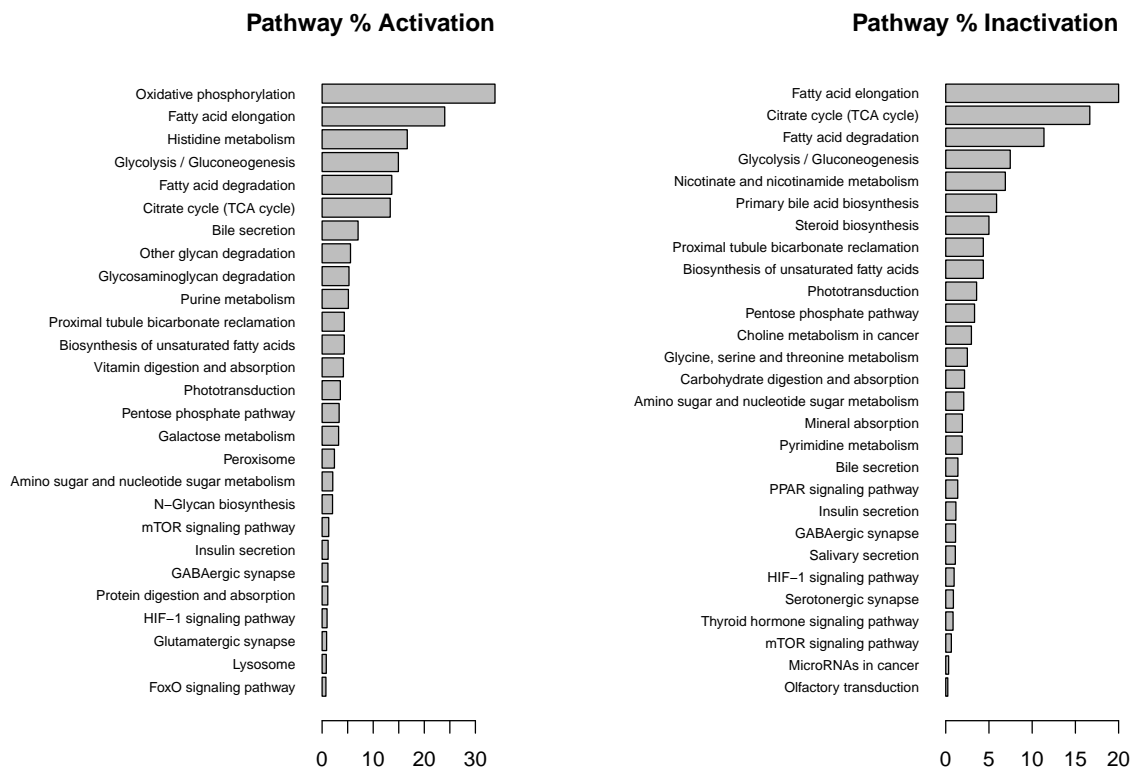 Pathway % Activation
Oxidative phosphorylation
Fatty acid elongation
Histidine metabolism
Glycolysis / Gluconeogenesis
Fatty acid degradation
Citrate cycle (TCA cycle)
Bile secretion
Other glycan degradation
Glycosaminoglycan degradation
Purine metabolism
Proximal tubule bicarbonate reclamation
Biosynthesis of unsaturated fatty acids
Vitamin digestion and absorption
Phototransduction
Pentose phosphate pathway
Galactose metabolism
Peroxisome
Amino sugar and nucleotide sugar metabolism
N−Glycan biosynthesis
mTOR signaling pathway
Insulin secretion
GABAergic synapse
Protein digestion and absorption
HIF−1 signaling pathway
Glutamatergic synapse
Lysosome
FoxO signaling pathway
0 10 20 30
Pathway % Inactivation
Fatty acid elongation
Citrate cycle (TCA cycle)
Fatty acid degradation
Glycolysis / Gluconeogenesis
Nicotinate and nicotinamide metabolism
Primary bile acid biosynthesis
Steroid biosynthesis
Proximal tubule bicarbonate reclamation
Biosynthesis of unsaturated fatty acids
Phototransduction
Pentose phosphate pathway
Choline metabolism in cancer
Glycine, serine and threonine metabolism
Carbohydrate digestion and absorption
Amino sugar and nucleotide sugar metabolism
Mineral absorption
Pyrimidine metabolism
Bile secretion
PPAR signaling pathway
Insulin secretion
GABAergic synapse
Salivary secretion
HIF−1 signaling pathway
Serotonergic synapse
Thyroid hormone signaling pathway
mTOR signaling pathway
MicroRNAs in cancer
Olfactory transduction
0 5 10 15 20